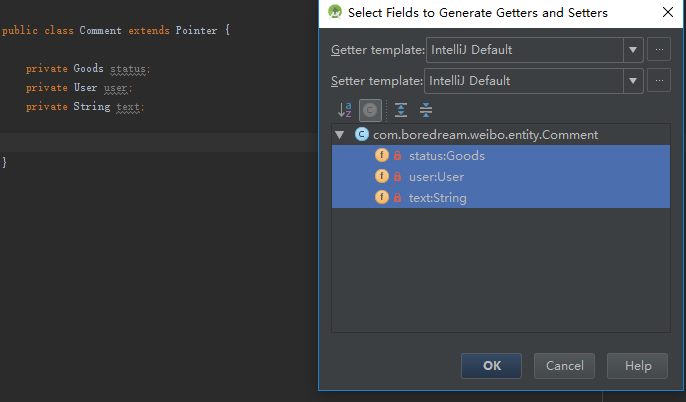 public class Comment extends Pointer {
private Goods status;
private User user;
private String text;
}
Select Fields to Generate Getters and Setters
Getter template: IntelliJ Default ...
Setter template: IntelliJ Default ...
com.boredream.weibo.entity.Comment
status:Goods
user:User
text:String
OK Cancel Help